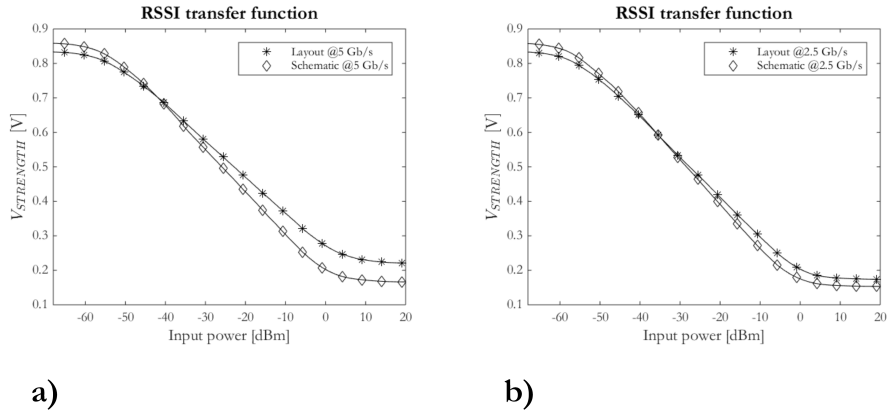 RSSI transfer function
0.9
0.8
0.7
0.6
0.5
0.4
0.3
0.2
0.1
V_STRENGTH [V]
Layout @5 Gb/s
Schematic @5 Gb/s
-60 -50 -40 -30 -20 -10 0 10 20
Input power [dBm]
a)
RSSI transfer function
0.9
0.8
0.7
0.6
0.5
0.4
0.3
0.2
0.1
V_STRENGTH [V]
Layout @2.5 Gb/s
Schematic @2.5 Gb/s
-60 -50 -40 -30 -20 -10 0 10 20
Input power [dBm]
b)